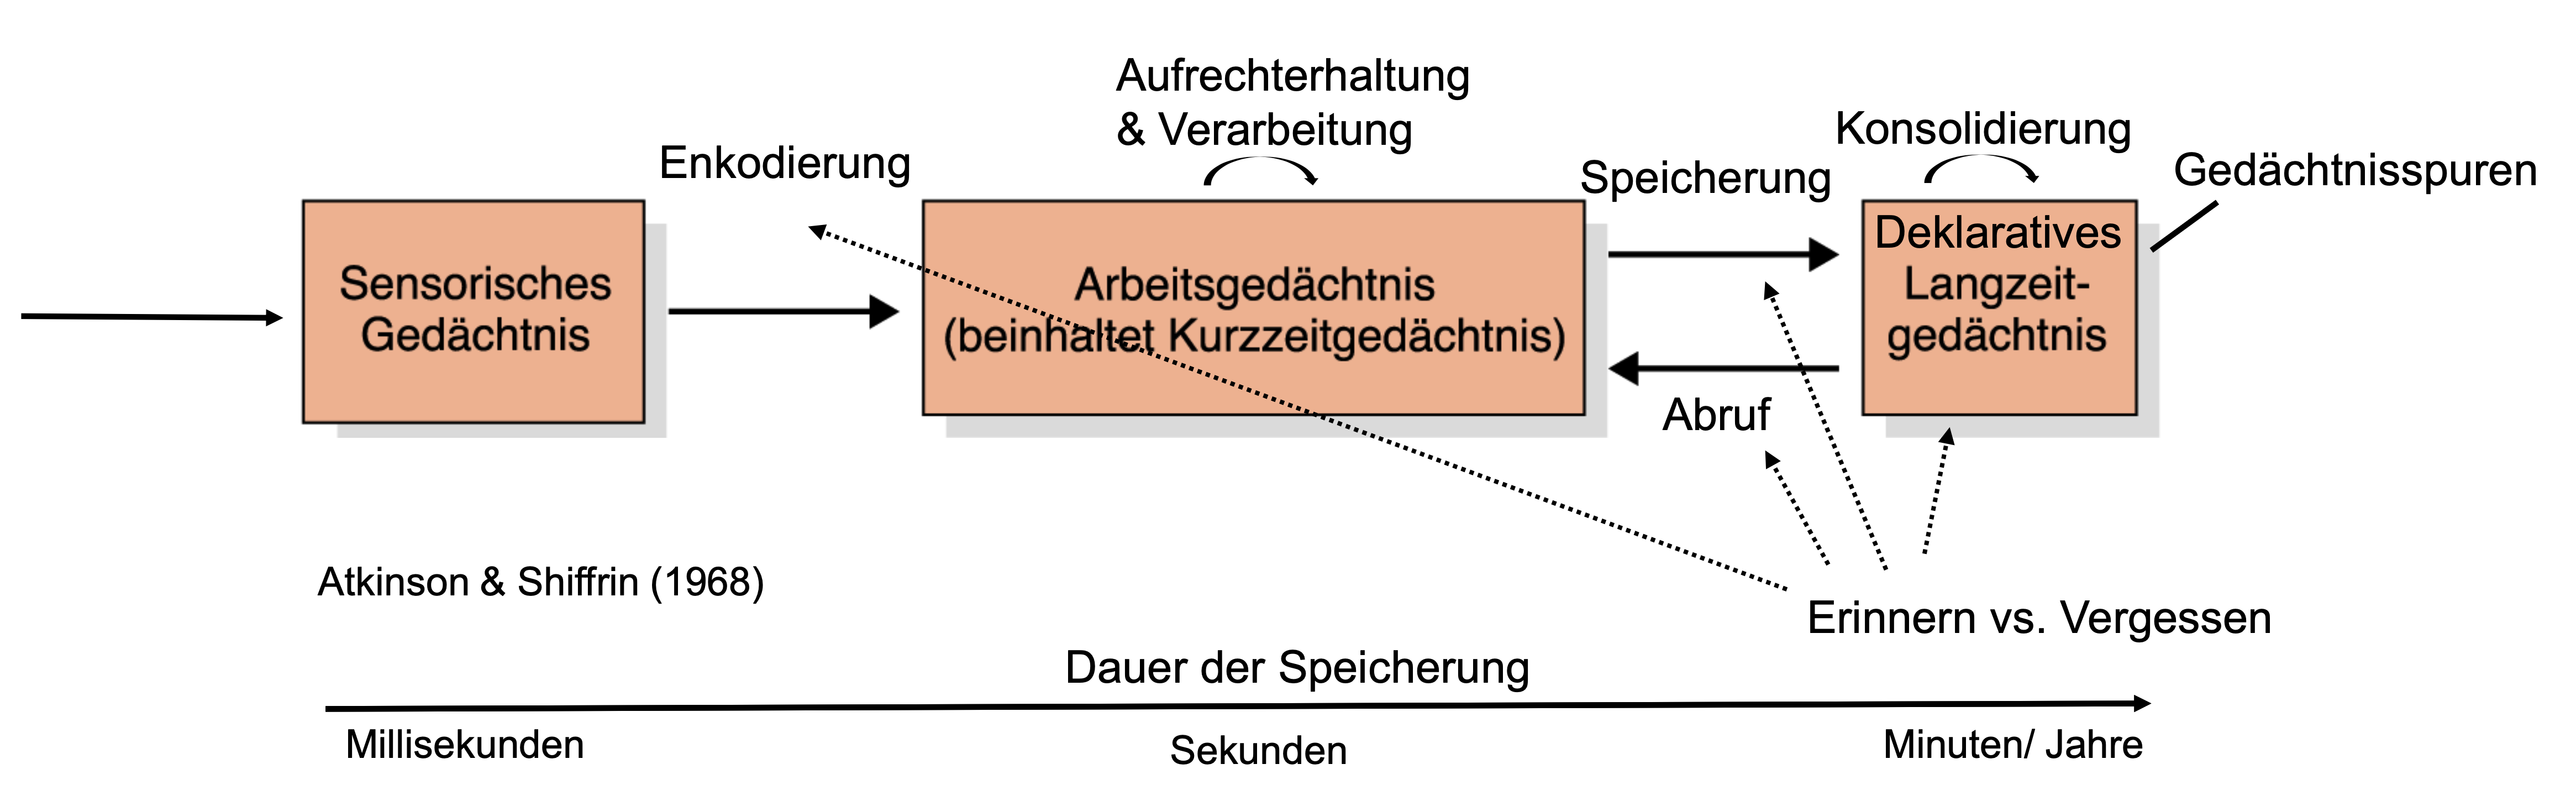 Aufrechterhaltung
& Verarbeitung
Enkodierung
Konsolidierung
Speicherung
Gedächtnisspuren
Sensorisches
Gedächtnis
Arbeitsgedächtnis
(beinhaltet Kurzzeitgedächtnis)
Deklaratives
Langzeit-
gedächtnis
Abruf
Atkinson & Shiffrin (1968)
Erinnern vs. Vergessen
Dauer der Speicherung
Millisekunden
Sekunden
Minuten/ Jahre